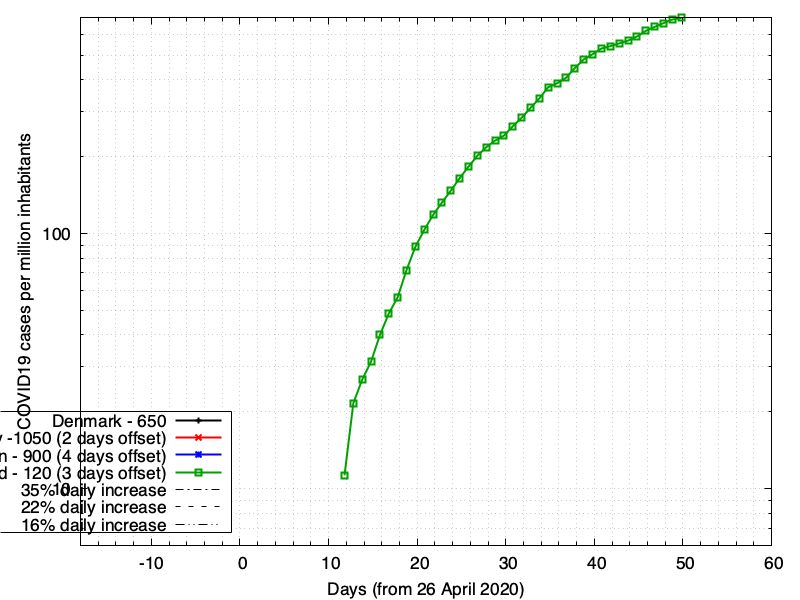 COVID19 cases per million inhabitants
100
10
Denmark - 650
-1050 (2 days offset)
- 900 (4 days offset)
- 120 (3 days offset)
35% daily increase
22% daily increase
16% daily increase
-10 0 10 20 30 40 50 60
Days (from 26 April 2020)